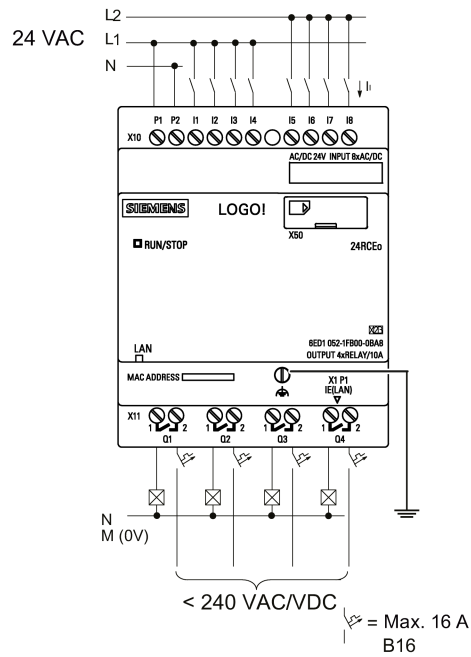 L2
24 VAC L1
N
I₁
P1 P2 I1 I2 I3 I4 I5 I6 I7 I8
X10
AC/DC 24V INPUT 8xAC/DC
SIEMENS LOGO!
X50
RUN/STOP 24RCEo
X23
LAN
6ED1 052-1FB00-0BA8
OUTPUT 4xRELAY/10A
MAC ADDRESS
X1 P1
IE(LAN)
X11
1 2 1 2 1 2 1 2
Q1 Q2 Q3 Q4
N
M (0V)
< 240 VAC/VDC
= Max. 16 A
B16